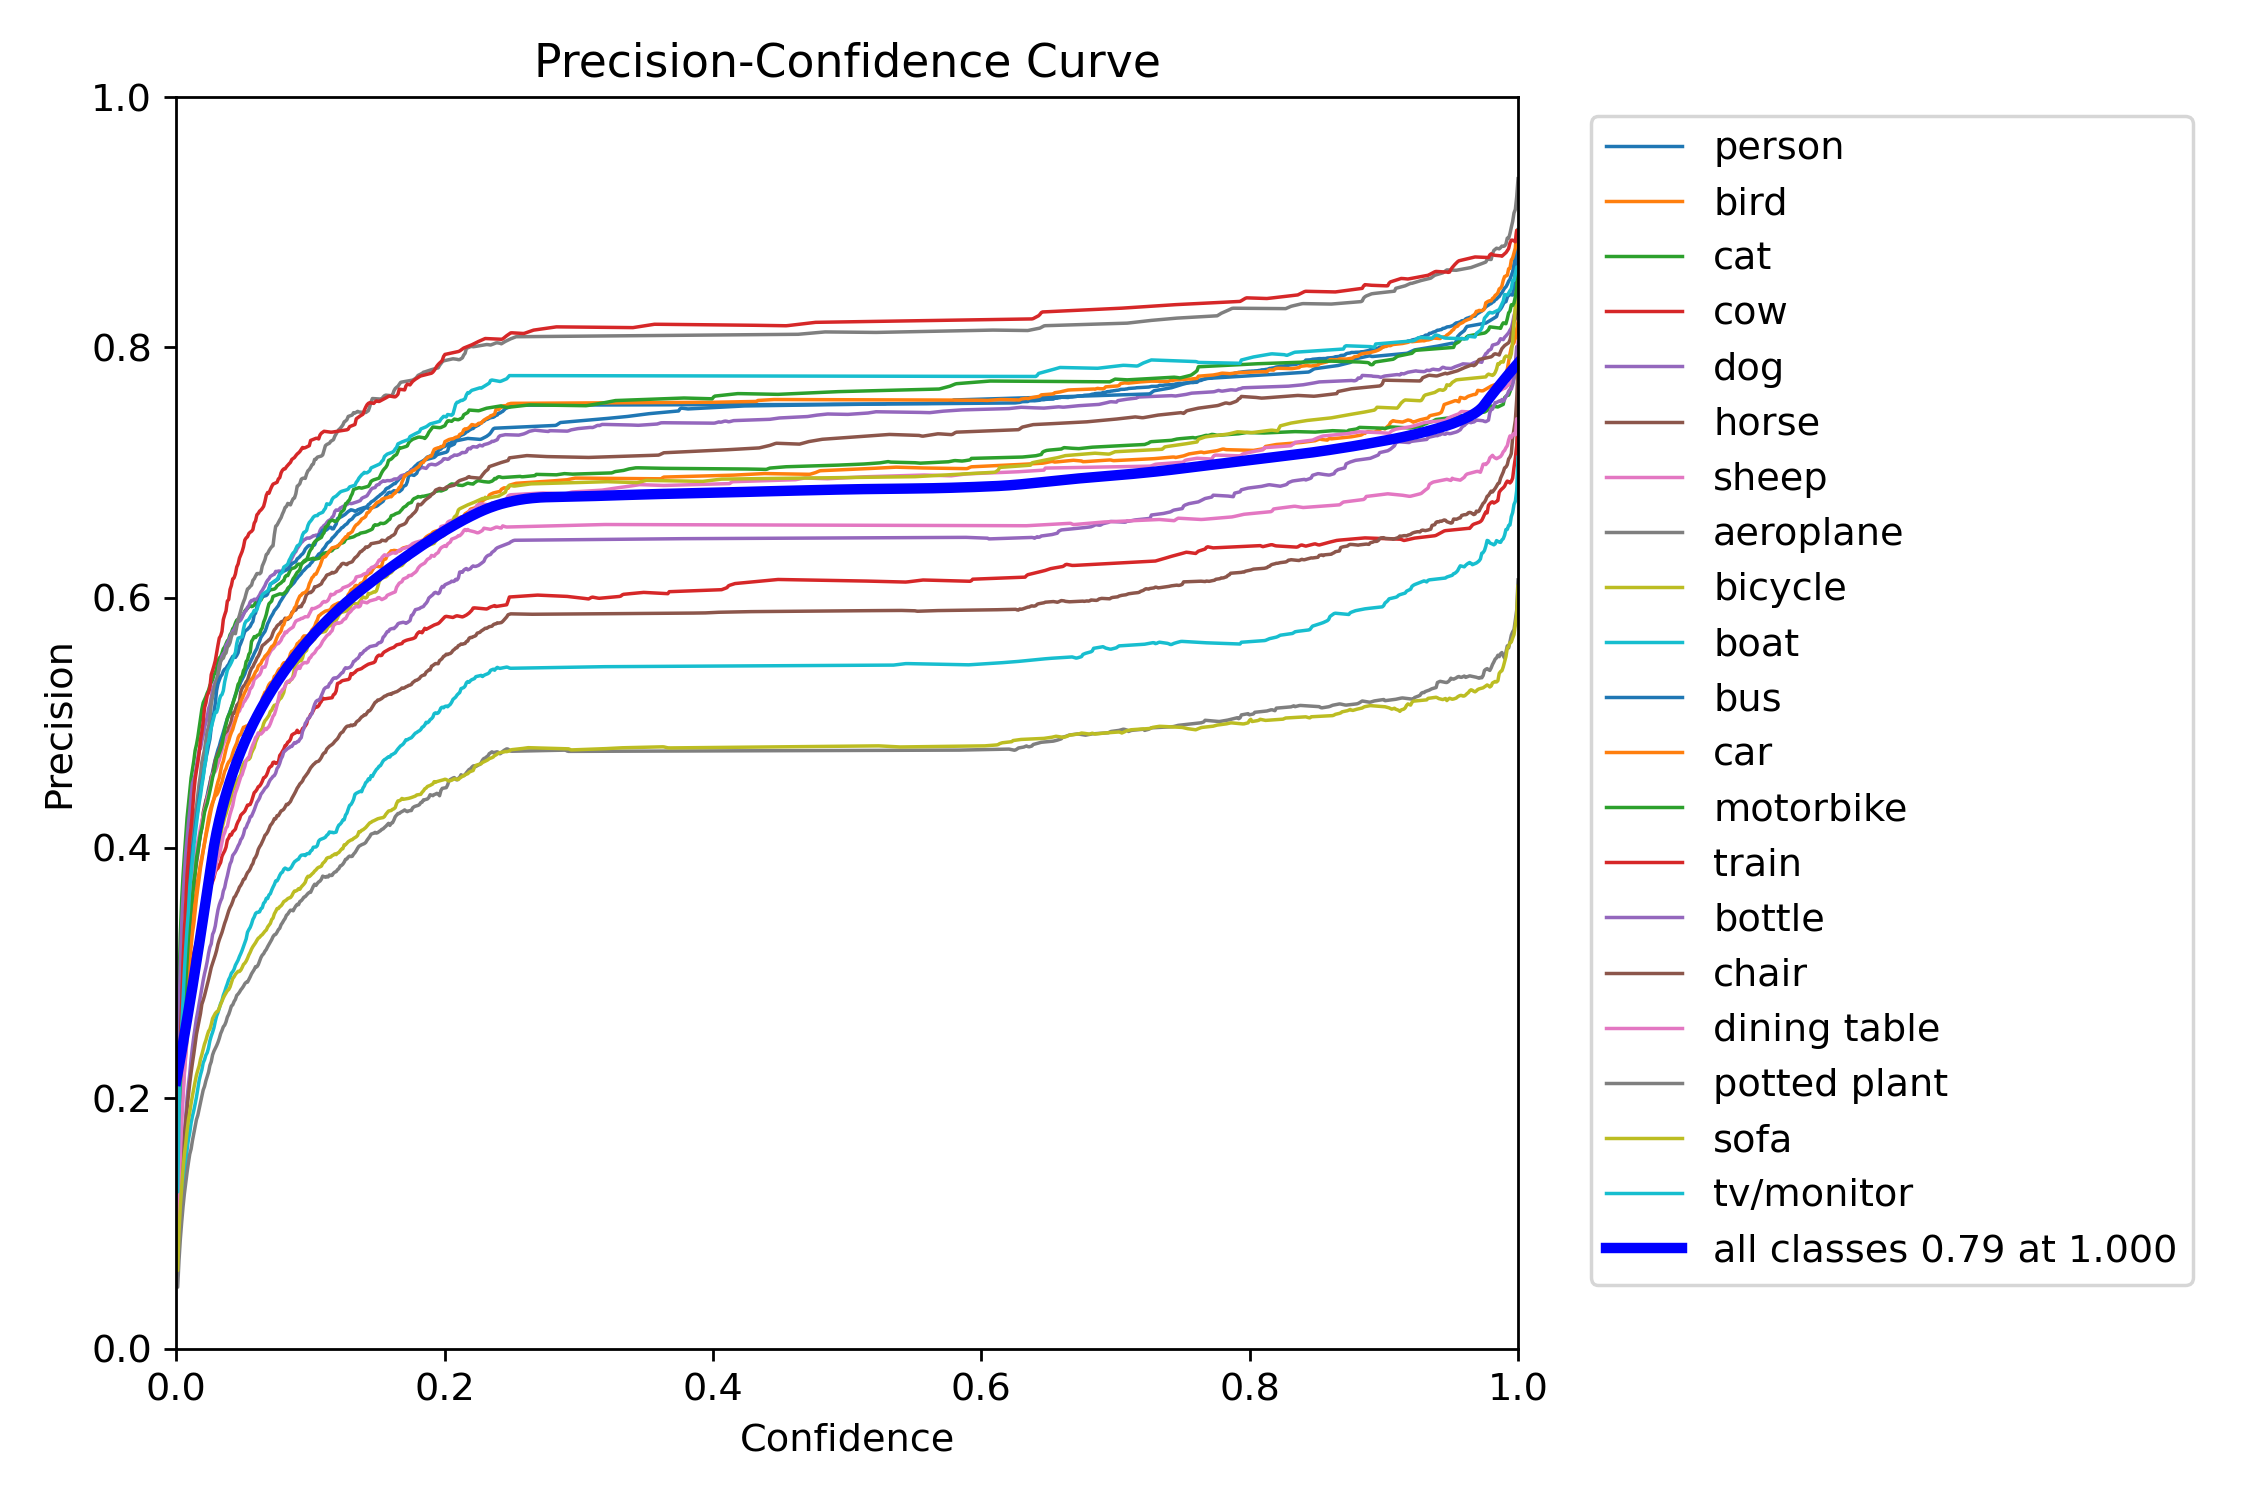 Precision-Confidence Curve
1.0
0.8
0.6
0.4
0.2
0.0
Precision
0.0 0.2 0.4 0.6 0.8 1.0
Confidence
person
bird
cat
cow
dog
horse
sheep
aeroplane
bicycle
boat
bus
car
motorbike
train
bottle
chair
dining table
potted plant
sofa
tv/monitor
all classes 0.79 at 1.000